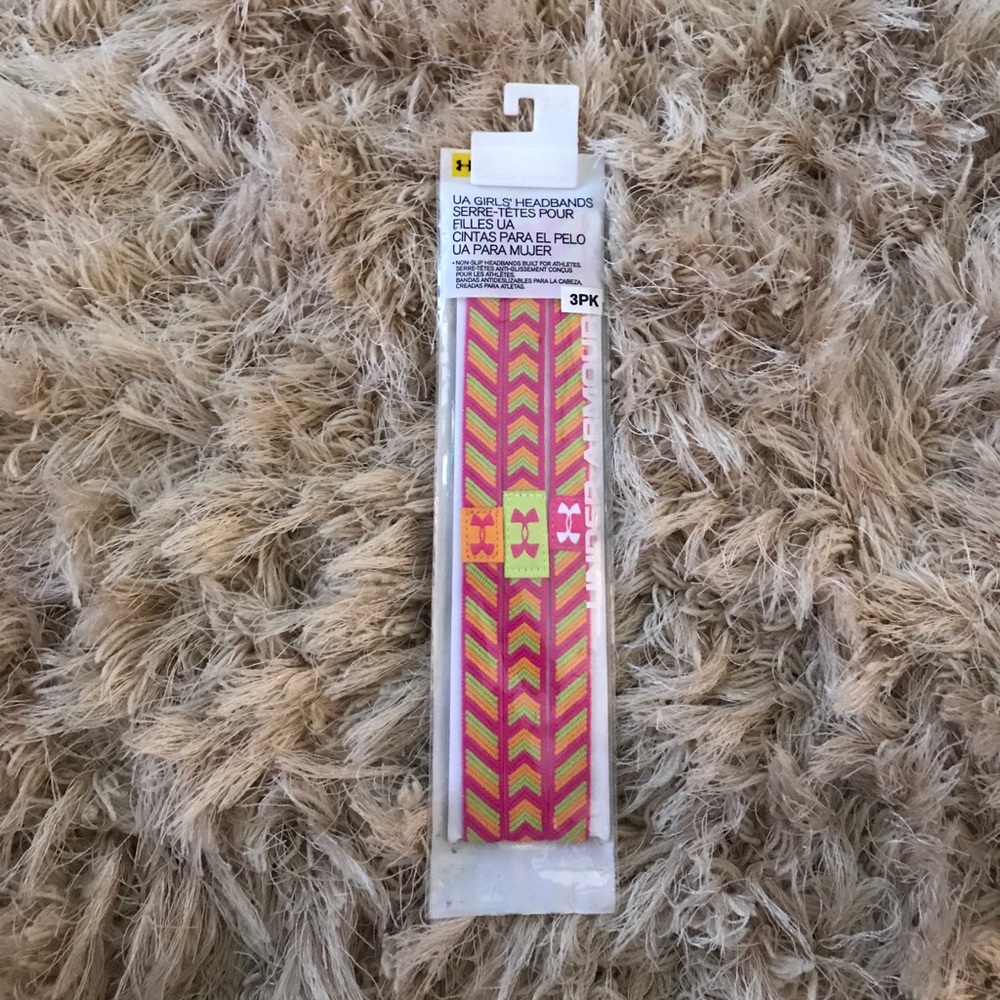 UA GIRLS' HEADBANDS
SERRE-TÊTES POUR
FILLES UA
CINTAS PARA EL PELO
UA PARA MUJER
• NON-SLIP HEADBANDS BUILT FOR ATHLETES.
SERRE-TÊTES ANTI-GLISSEMENT CONÇUS
POUR LES ATHLÈTES.
BANDAS ANTIDESLIZABLES PARA LA CABEZA,
CREADAS PARA ATLETAS.
3PK
UNDER ARMOUR